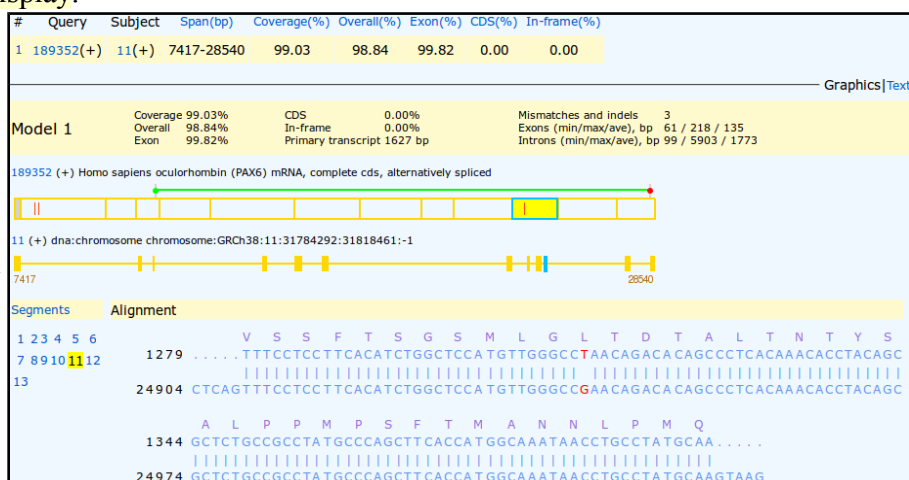 isplay.
# Query Subject Span(bp) Coverage(%) Overall(%) Exon(%) CDS(%) In-frame(%)
1 189352(+) 11(+) 7417-28540 99.03 98.84 99.82 0.00 0.00
Graphics|Text
Model 1
Coverage 99.03% CDS 0.00% Mismatches and indels 3
Overall 98.84% In-frame 0.00% Exons (min/max/ave), bp 61 / 218 / 135
Exon 99.82% Primary transcript 1627 bp Introns (min/max/ave), bp 99 / 5903 / 1773
189352 (+) Homo sapiens oculorhombin (PAX6) mRNA, complete cds, alternatively spliced
11 (+) dna:chromosome chromosome:GRCh38:11:31784292:31818461:-1
7417 28540
Segments Alignment
1 2 3 4 5 6
7 8 9 10 11 12
13
V S S F T S G S M L G L T D T A L T N T Y S
1279 .....TTTCCTCCTTCACATCTGGCTCCATGTTGGGCCTAACAGACACAGCCCTCACAAACACCTACAGC
24904 CTCAGTTTCCTCCTTCACATCTGGCTCCATGTTGGGCCGAACAGACACAGCCCTCACAAACACCTACAGC
A L P P M P S F T M A N N L P M Q
1344 GCTCTGCCGCCTATGCCCAGCTTCACCATGGCAAATAACCTGCCTATGCAA.....
24974 GCTCTGCCGCCTATGCCCAGCTTCACCATGGCAAATAACCTGCCTATGCAAGTAAG